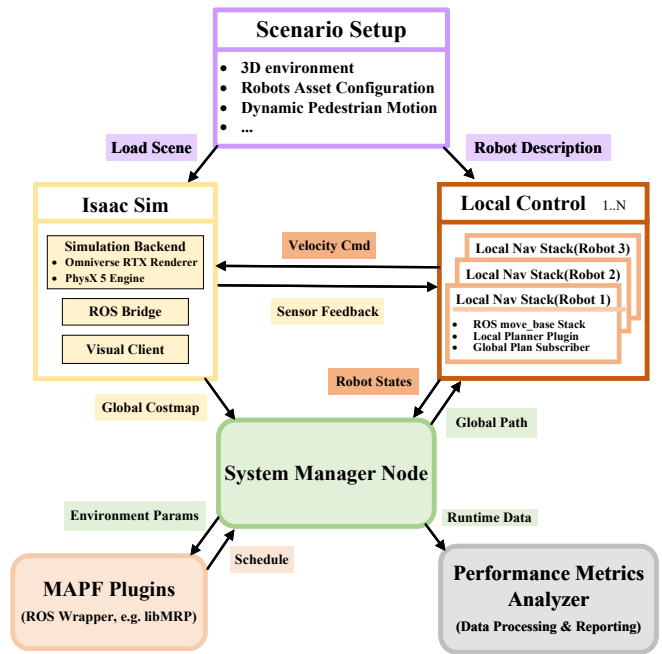 Scenario Setup
• 3D environment
• Robots Asset Configuration
• Dynamic Pedestrian Motion
• ...
Load Scene
Robot Description
Isaac Sim
Simulation Backend
• Omniverse RTX Renderer
• PhysX 5 Engine
ROS Bridge
Visual Client
Velocity Cmd
Sensor Feedback
Local Control 1..N
Local Nav Stack(Robot 3)
Local Nav Stack(Robot 2)
Local Nav Stack(Robot 1)
• ROS move_base Stack
• Local Planner Plugin
• Global Plan Subscriber
Global Costmap
Robot States
Global Path
System Manager Node
Environment Params
Schedule
Runtime Data
MAPF Plugins
(ROS Wrapper, e.g. libMRP)
Performance Metrics
Analyzer
(Data Processing & Reporting)